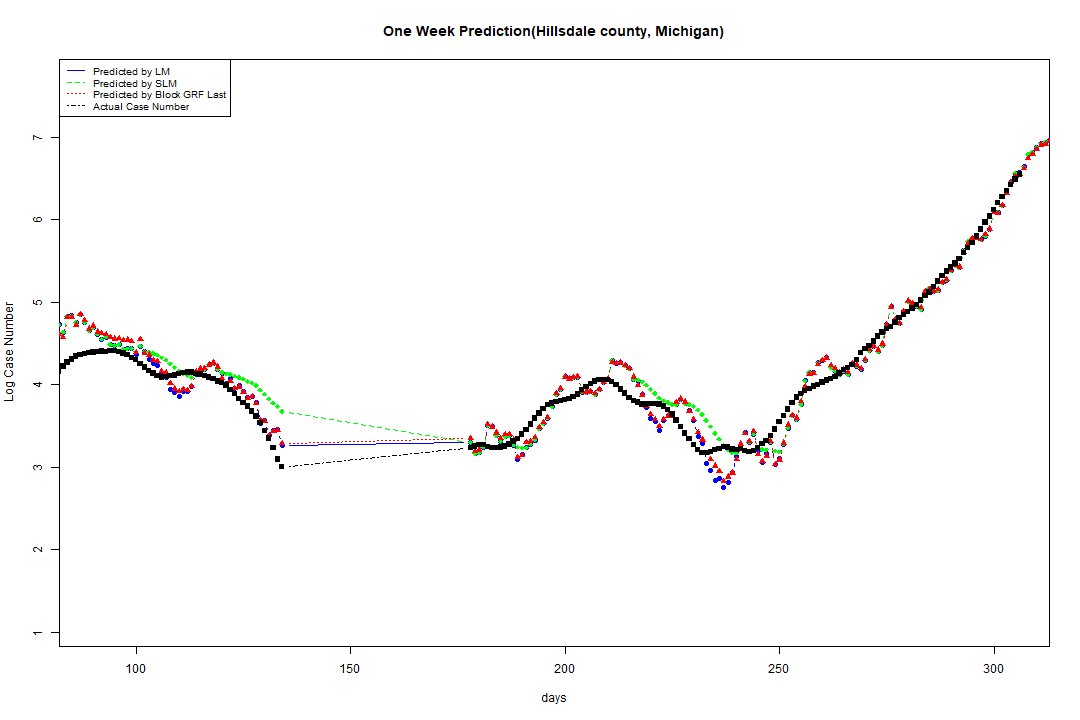 One Week Prediction(Hillsdale county, Michigan)
Predicted by LM
Predicted by SLM
Predicted by Block GRF Last
Actual Case Number
Log Case Number
7
6
5
4
3
2
1
100 150 200 250 300
days